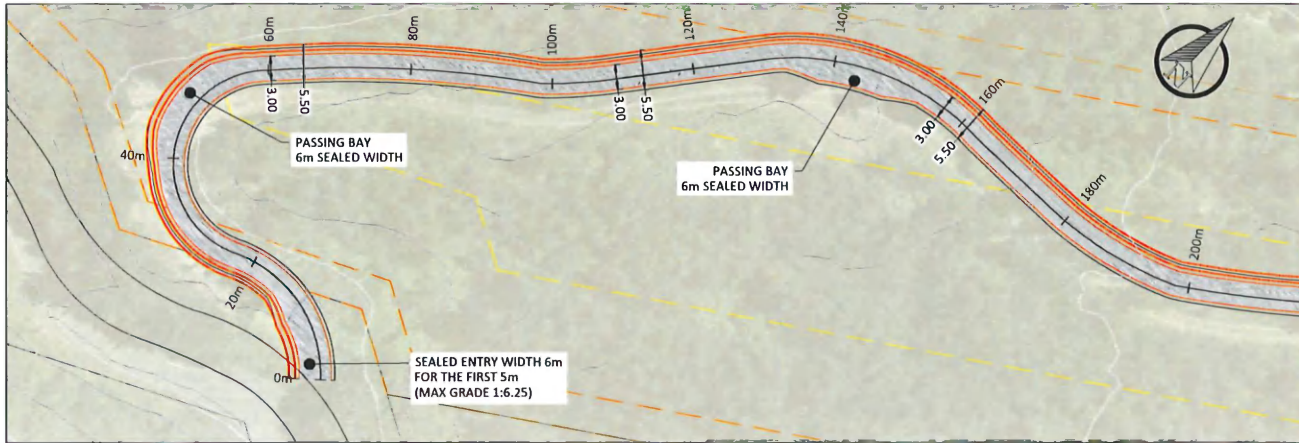 60m
80m
100m
120m
140m
160m
180m
200m
40m
20m
0m
3.00
5.50
3.00
5.50
3.00
5.50
PASSING BAY
6m SEALED WIDTH
PASSING BAY
6m SEALED WIDTH
SEALED ENTRY WIDTH 6m
FOR THE FIRST 5m
(MAX GRADE 1:6.25)